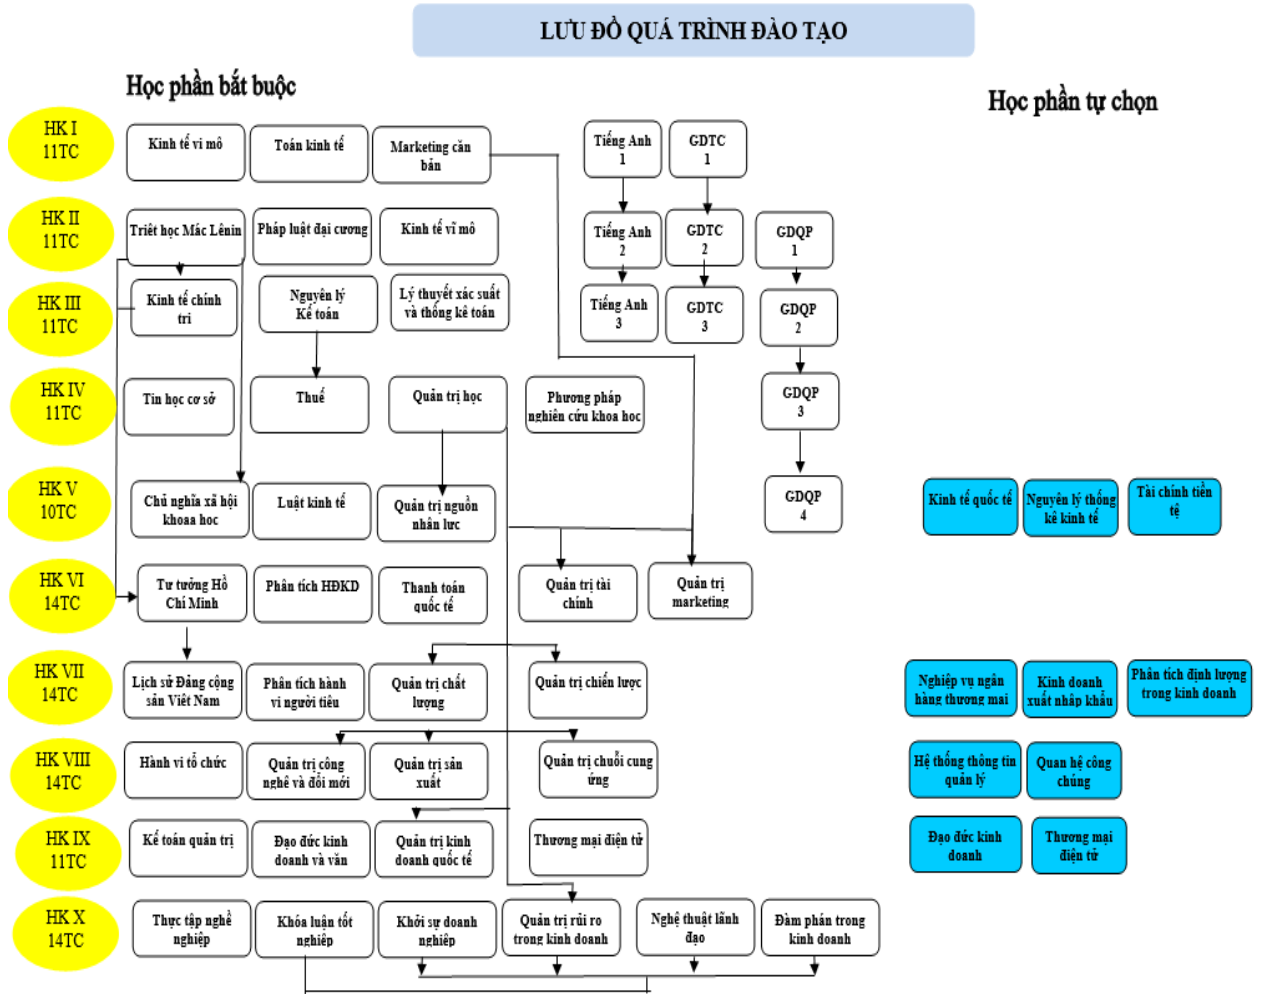 LƯU ĐỒ QUÁ TRÌNH ĐÀO TẠO
Học phần bắt buộc
Học phần tự chọn
HK I
11TC
Kinh tế vi mô
Toán kinh tế
Marketing căn
bản
Tiếng Anh
1
GDTC
1
HK II
11TC
Triết học Mác Lênin
Pháp luật đại cương
Kinh tế vĩ mô
Tiếng Anh
2
GDTC
2
GDQP
1
HK III
11TC
Kinh tế chính
trị
Nguyên lý
Kế toán
Lý thuyết xác suất
và thống kê toán
Tiếng Anh
3
GDTC
3
GDQP
2
HK IV
11TC
Tin học cơ sở
Thuế
Quản trị học
Phương pháp
nghiên cứu khoa học
GDQP
3
HK V
10TC
Chủ nghĩa xã hội
khoaa học
Luật kinh tế
Quản trị nguồn
nhân lực
GDQP
4
Kinh tế quốc tế
Nguyên lý thống
kê kinh tế
Tài chính tiền
tệ
HK VI
14TC
Tư tưởng Hồ
Chí Minh
Phân tích HĐKD
Thanh toán
quốc tế
Quản trị tài
chính
Quản trị
marketing
HK VII
14TC
Lịch sử Đảng cộng
sản Việt Nam
Phân tích hành
vi người tiêu
Quản trị chất
lượng
Quản trị chiến lược
Nghiệp vụ ngân
hàng thương mại
Kinh doanh
xuất nhập khẩu
Phân tích định lượng
trong kinh doanh
HK VIII
14TC
Hành vi tổ chức
Quản trị công
nghệ và đổi mới
Quản trị sản
xuất
Quản trị chuỗi cung
ứng
Hệ thống thông tin
quản lý
Quan hệ công
chúng
HK IX
11TC
Kế toán quản trị
Đạo đức kinh
doanh và văn
Quản trị kinh
doanh quốc tế
Thương mại điện tử
Đạo đức kinh
doanh
Thương mại
điện tử
HK X
14TC
Thực tập nghề
nghiệp
Khóa luận tốt
nghiệp
Khởi sự doanh
nghiệp
Quản trị rủi ro
trong kinh doanh
Nghệ thuật lãnh
đạo
Đàm phán trong
kinh doanh